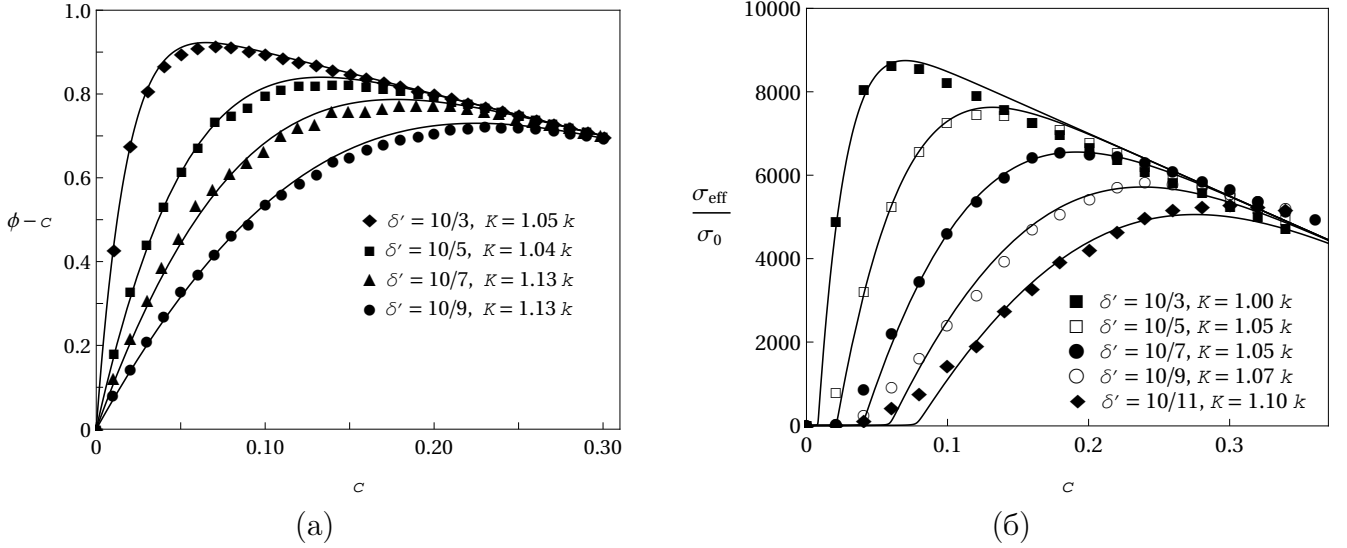 1.0
0.8
0.6
0.4
0.2
0
ϕ−c
0 0.10 0.20 0.30
c
◆ δ′ = 10/3, K = 1.05 k
■ δ′ = 10/5, K = 1.04 k
▲ δ′ = 10/7, K = 1.13 k
● δ′ = 10/9, K = 1.13 k
(а)
10000
8000
6000
4000
2000
0
σeff
σ0
0 0.1 0.2 0.3
c
■ δ′ = 10/3, K = 1.00 k
□ δ′ = 10/5, K = 1.05 k
● δ′ = 10/7, K = 1.05 k
○ δ′ = 10/9, K = 1.07 k
◆ δ′ = 10/11, K = 1.10 k
(б)